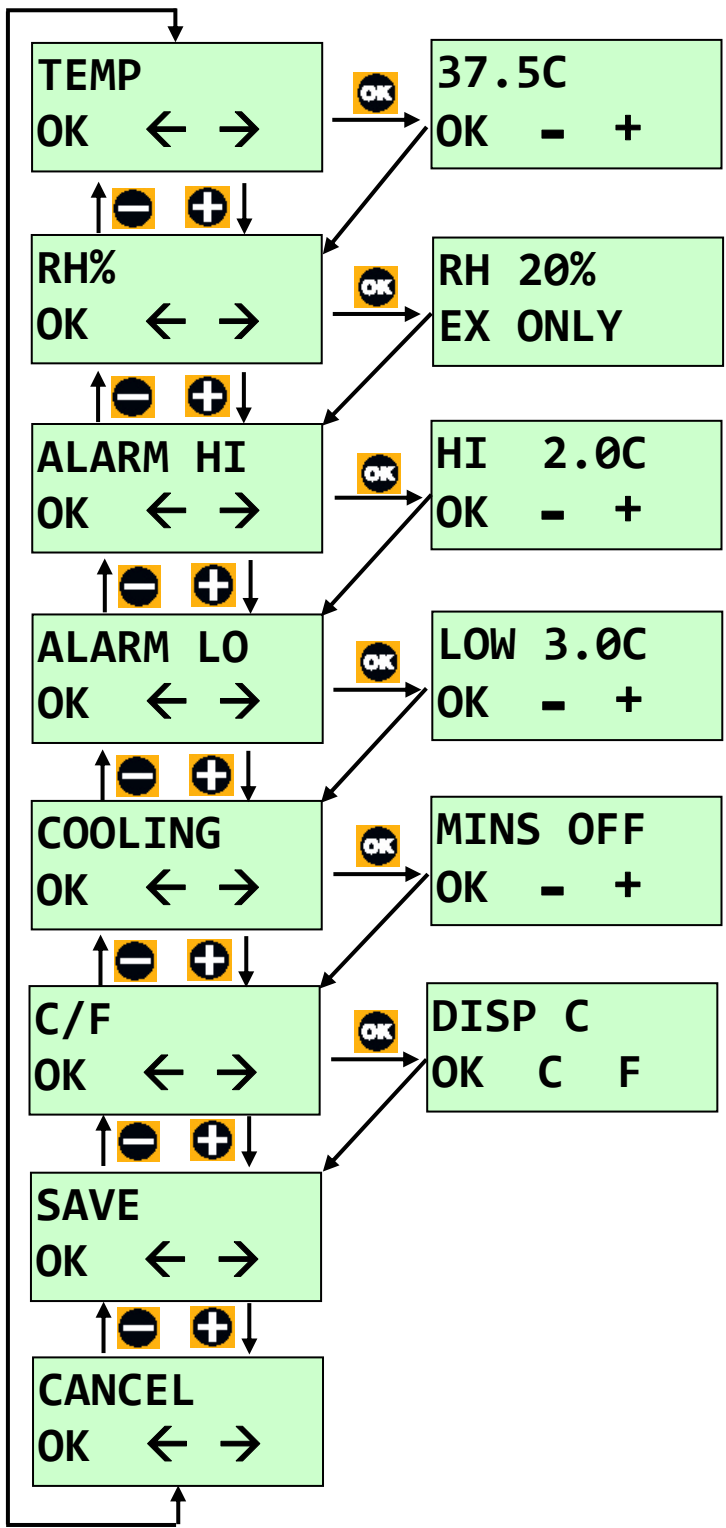 TEMP
OK ← →
OK
37.5C
OK - +
RH%
OK ← →
OK
RH 20%
EX ONLY
ALARM HI
OK ← →
OK
HI 2.0C
OK - +
ALARM LO
OK ← →
OK
LOW 3.0C
OK - +
COOLING
OK ← →
OK
MINS OFF
OK - +
C/F
OK ← →
OK
DISP C
OK C F
SAVE
OK ← →
CANCEL
OK ← →